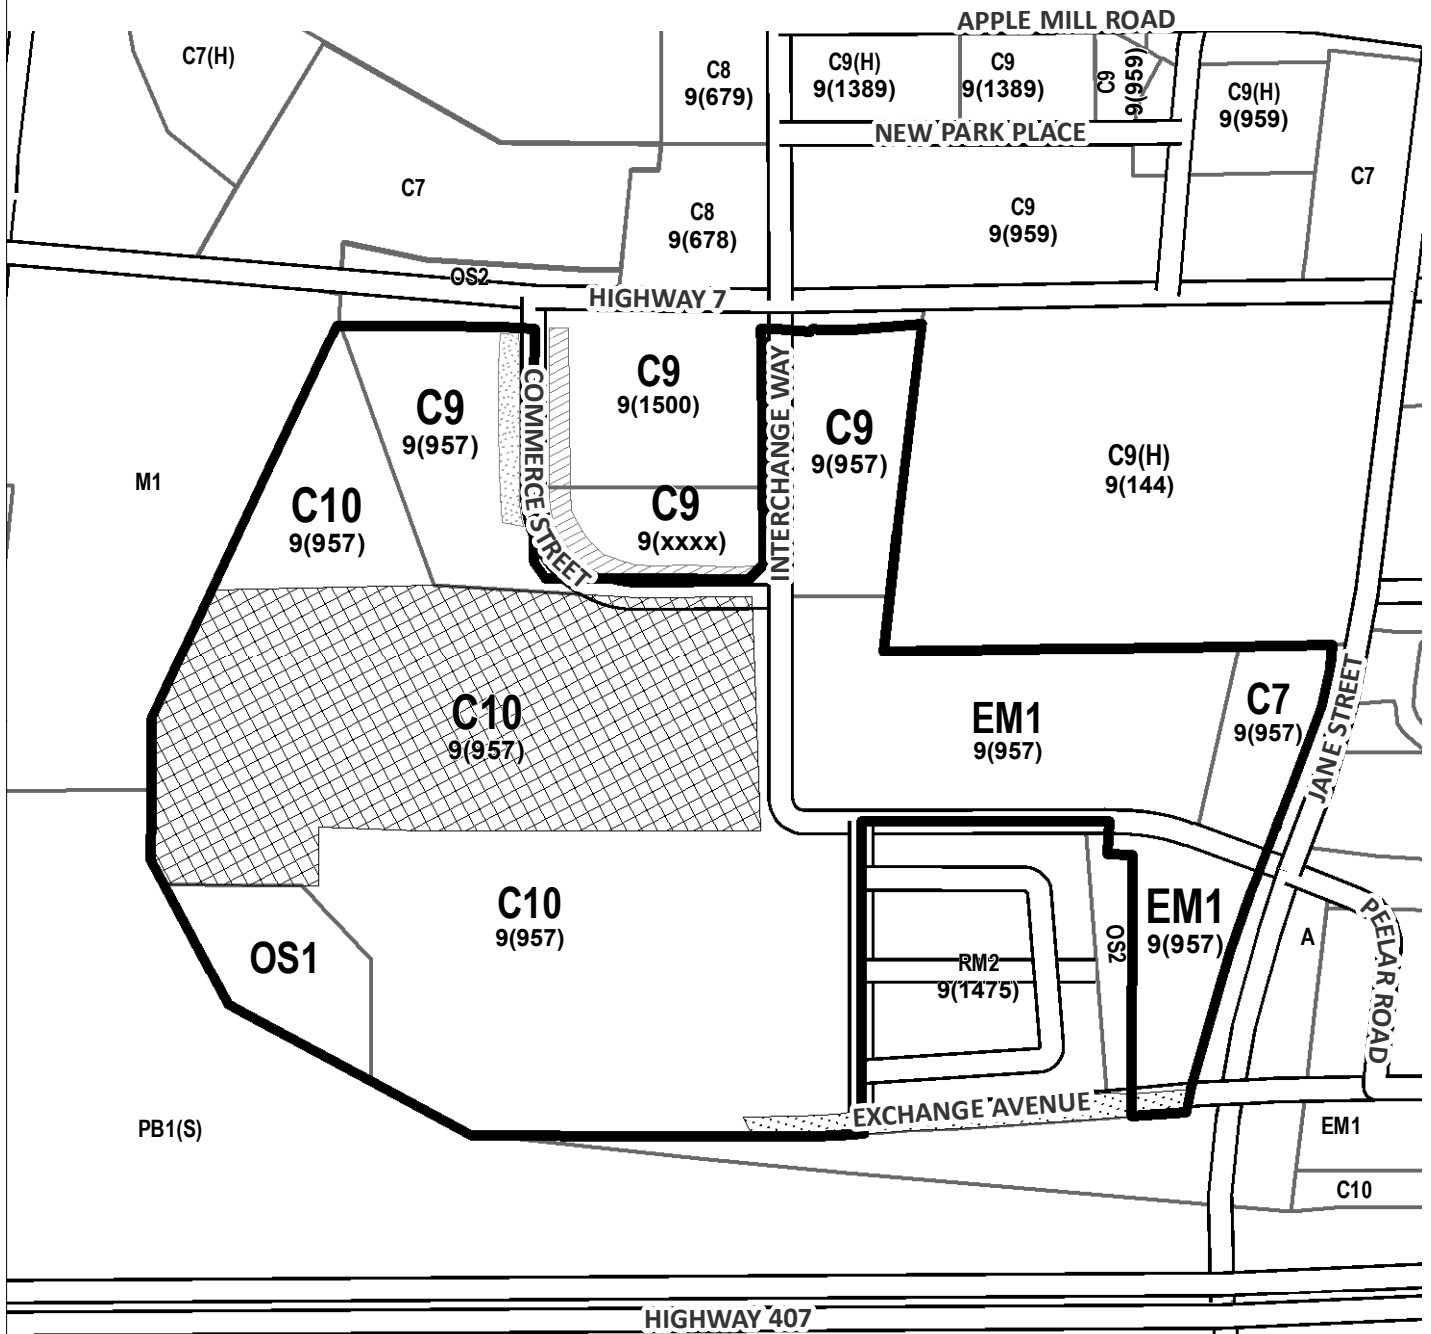 APPLE MILL ROAD
C7(H)
C8
9(679)
C9(H)
9(1389)
C9
9(1389)
C9
9(959)
C9(H)
9(959)
NEW PARK PLACE
C7
C7
C8
9(678)
C9
9(959)
OS2
HIGHWAY 7
C9
9(957)
COMMERCE STREET
C9
9(1500)
INTERCHANGE WAY
C9
9(957)
C9(H)
9(144)
M1
C10
9(957)
C9
9(xxxx)
C10
9(957)
EM1
9(957)
C7
9(957)
JANE STREET
C10
9(957)
OS1
EM1
9(957)
OS2
A
PEELAR ROAD
RM2
9(1475)
EXCHANGE AVENUE
PB1(S)
EM1
C10
HIGHWAY 407